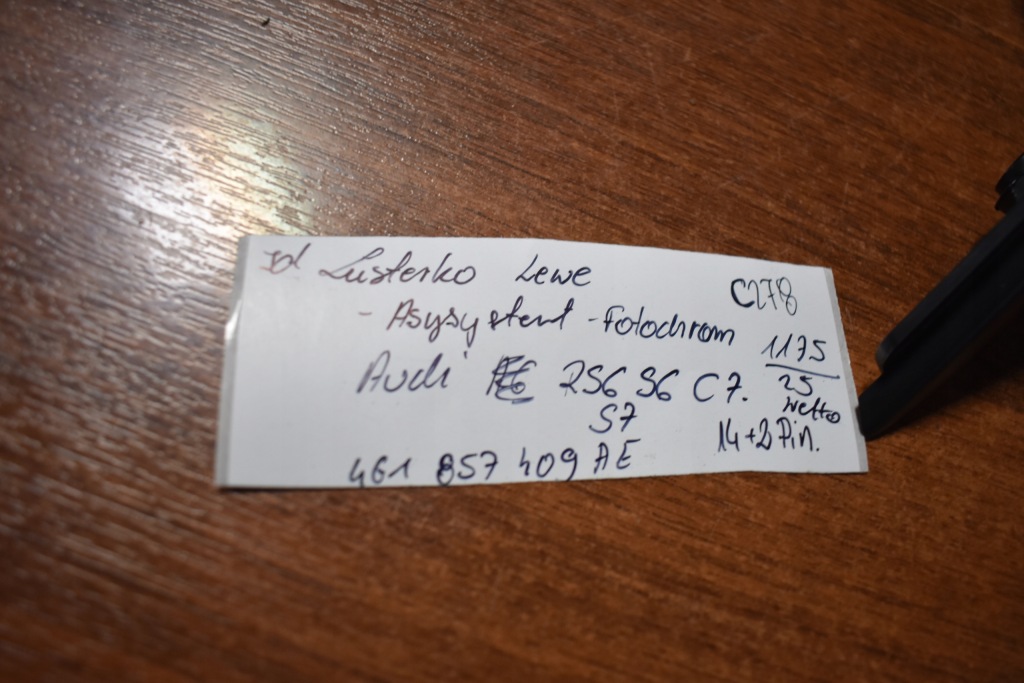 Lusterko Lewe
C278
- Asysystent - Fotochrom
1175
Audi RS6 S6 C7.
25
netto
S7
14+2 Pin.
4G1 857 409 AE